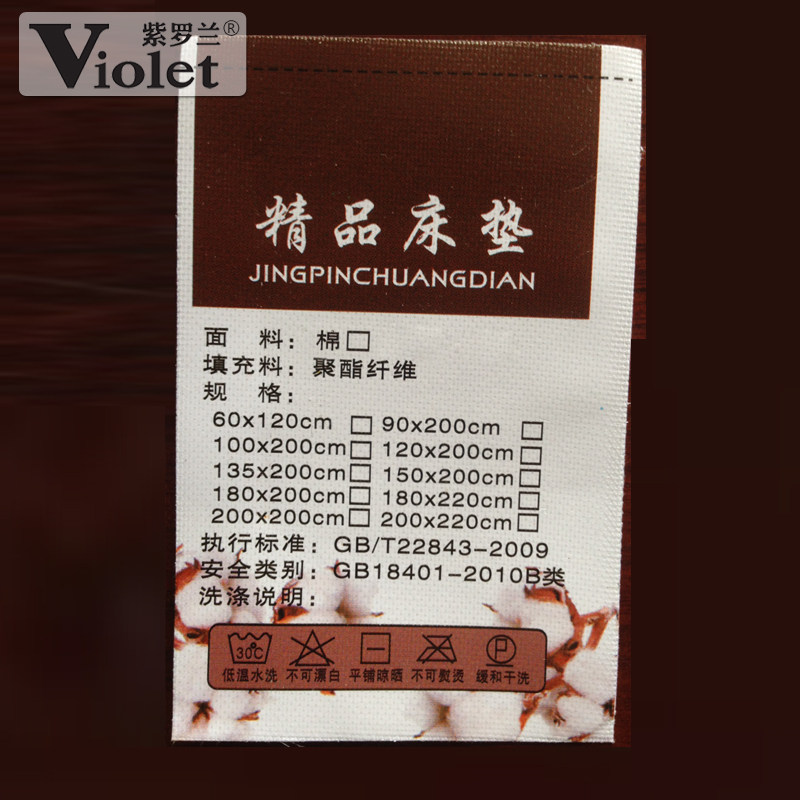 紫罗兰®
Violet
精品床垫
JINGPINCHUANGDIAN
面 料：棉□
填充料：聚酯纤维
规 格：
60x120cm □ 90x200cm □
100x200cm □ 120x200cm □
135x200cm □ 150x200cm □
180x200cm □ 180x220cm □
200x200cm □ 200x220cm □
执行标准：GB/T22843-2009
安全类别：GB18401-2010B类
洗涤说明：
30℃ P
低温水洗 不可漂白 平铺晾晒 不可熨烫 缓和干洗